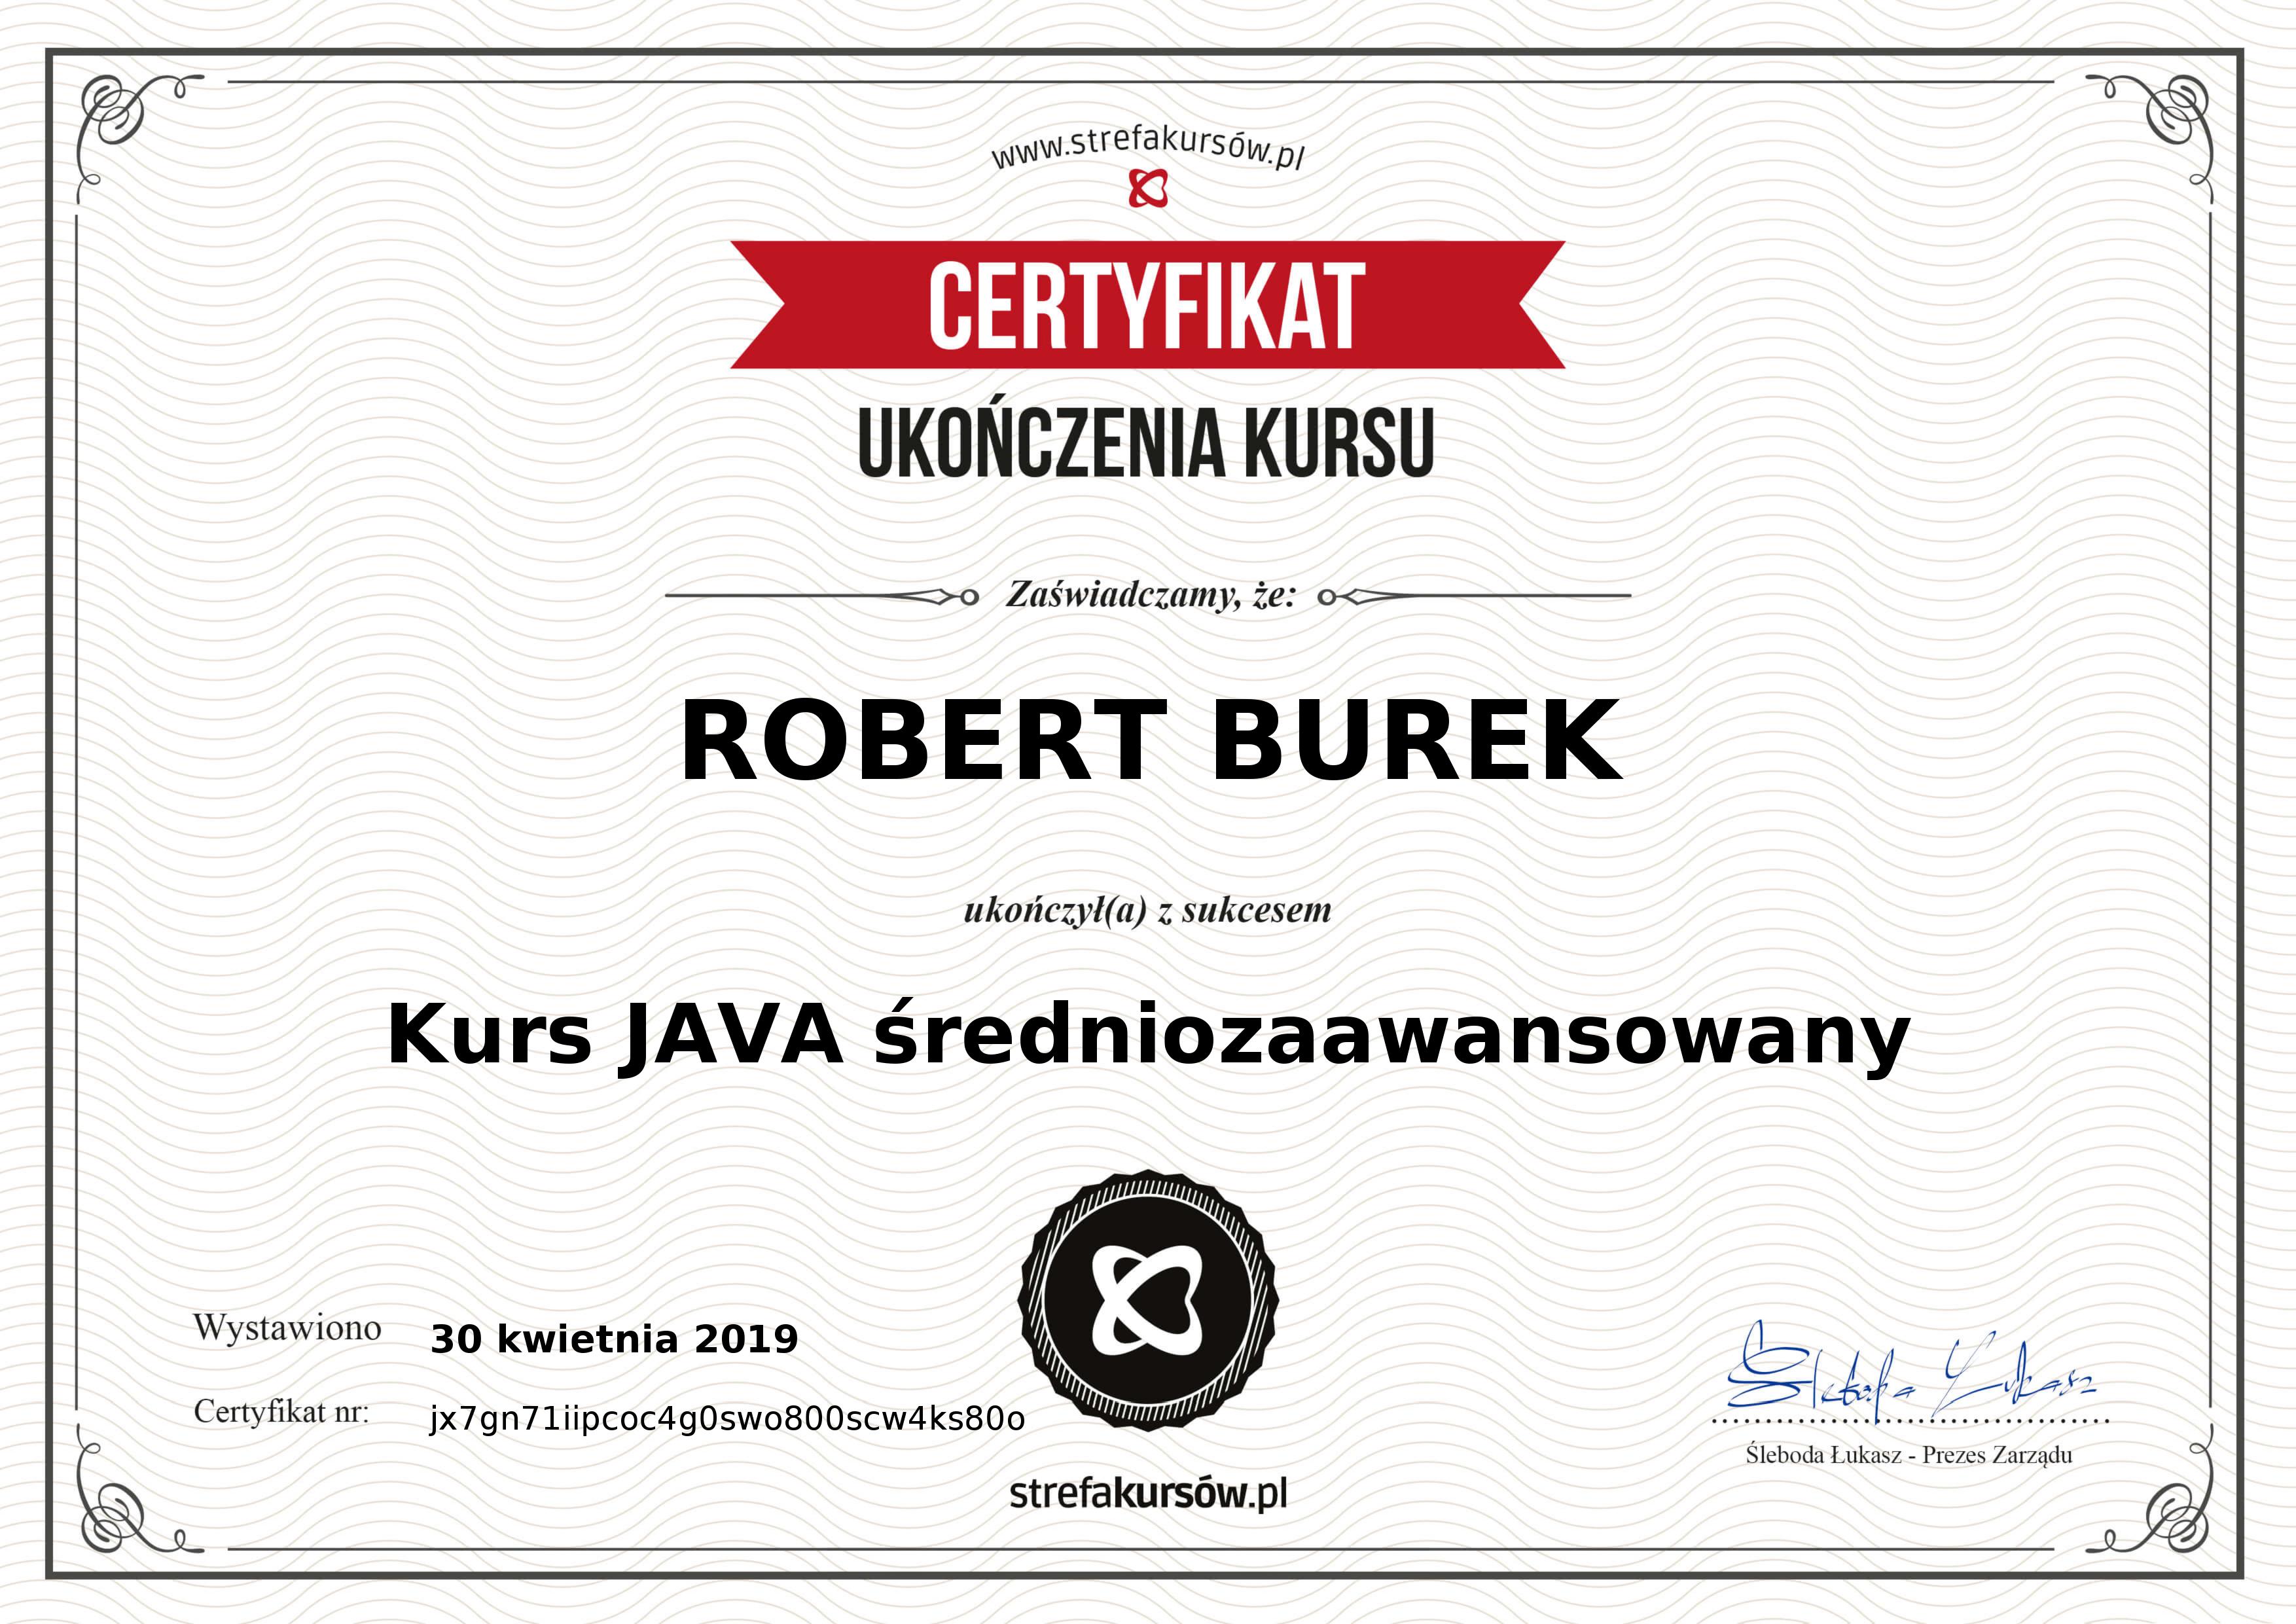 www.strefakursów.pl
CERTYFIKAT
UKOŃCZENIA KURSU
Zaświadczamy, że:
ROBERT BUREK
ukończył(a) z sukcesem
Kurs JAVA średniozaawansowany
Wystawiono 30 kwietnia 2019
Certyfikat nr: jx7gn71iipcoc4g0swo800scw4ks80o
Śleboda Łukasz
Śleboda Łukasz - Prezes Zarządu
strefakursów.pl